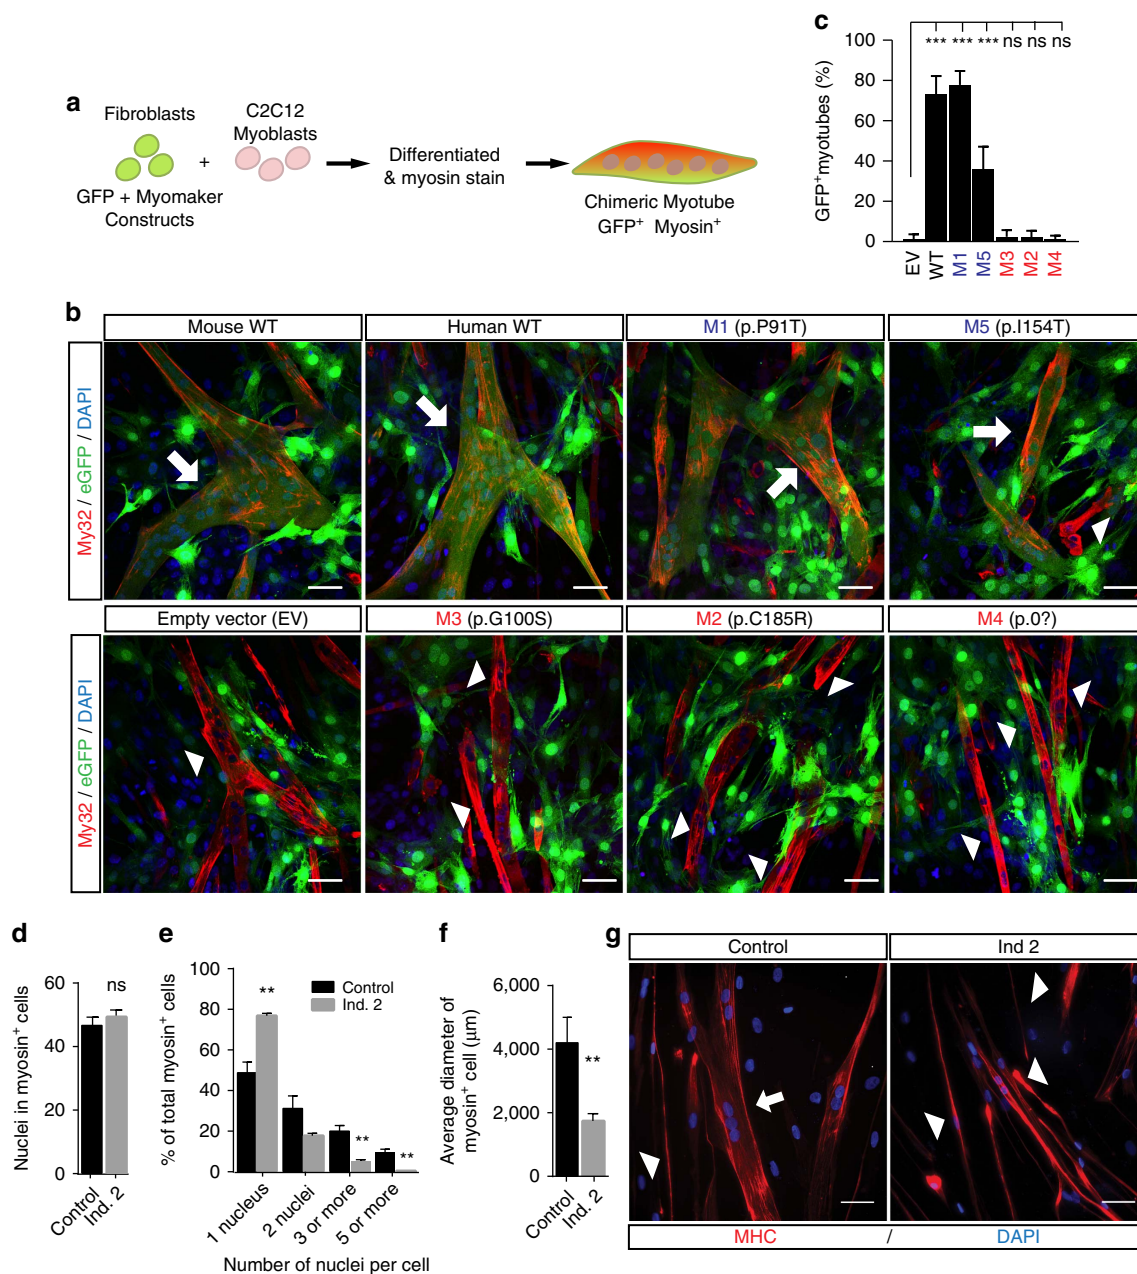 a
Fibroblasts
+
C2C12
Myoblasts
GFP + Myomaker
Constructs
Differentiated
& myosin stain
Chimeric Myotube
GFP+ Myosin+
c
GFP+myotubes (%)
100
80
60
40
20
0
*** *** *** ns ns ns
EV
WT
M1
M5
M3
M2
M4
b
Mouse WT
Human WT
M1 (p.P91T)
M5 (p.I154T)
My32 / eGFP / DAPI
Empty vector (EV)
M3 (p.G100S)
M2 (p.C185R)
M4 (p.0?)
My32 / eGFP / DAPI
d
Nuclei in myosin+ cells
60
40
20
0
ns
Control
Ind. 2
e
% of total myosin+ cells
100
80
60
40
20
0
**
**
**
Control
Ind. 2
1 nucleus
2 nuclei
3 or more
5 or more
Number of nuclei per cell
f
Average diameter of
myosin+ cell (μm)
6,000
4,000
2,000
0
**
Control
Ind. 2
g
Control
Ind 2
MHC / DAPI